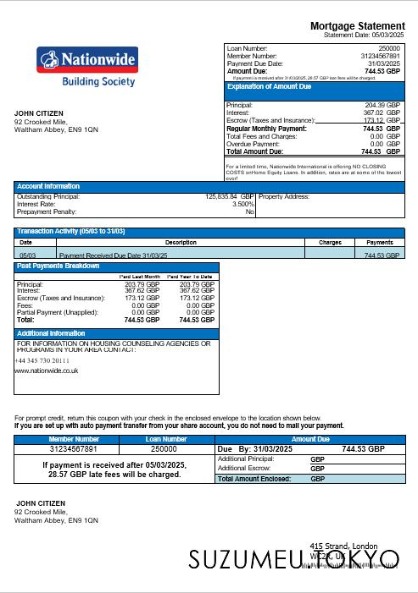 Mortgage Statement
Statement Date: 05/03/2025
Nationwide
Building Society
Loan Number: 250000
Member Number: 31234567891
Payment Due Date: 31/03/2025
Amount Due: 744.53 GBP
If payment is received after 31/03/2025, 28.57 GBP late fee will be charged.
Explanation of Amount Due
Principal: 204.39 GBP
Interest: 367.02 GBP
Escrow (Taxes and Insurance): 173.12 GBP
Regular Monthly Payment: 744.53 GBP
Total Fees and Charges: 0.00 GBP
Overdue Payment: 0.00 GBP
Total Amount Due: 744.53 GBP
For a limited time, Nationwide International is offering NO CLOSING
COSTS on Home Equity Loans. In addition, rates are at some of the lowest
ever!
JOHN CITIZEN
92 Crooked Mile,
Waltham Abbey, EN9 1QN
Account Information
Outstanding Principal: 125,835.84 GBP Property Address:
Interest Rate: 3.500%
Prepayment Penalty: No
Transaction Activity (05/03 to 31/03)
Date Description Charges Payments
05/03 Payment Received Due Date 31/03/25 744.53 GBP
Past Payments Breakdown
Paid Last Month Paid Year To Date
Principal: 203.79 GBP 203.79 GBP
Interest: 367.62 GBP 367.62 GBP
Escrow (Taxes and Insurance): 173.12 GBP 173.12 GBP
Fees: 0.00 GBP 0.00 GBP
Partial Payment (Unapplied): 0.00 GBP 0.00 GBP
Total: 744.53 GBP 744.53 GBP
Additional Information
FOR INFORMATION ON HOUSING COUNSELING AGENCIES OR
PROGRAMS IN YOUR AREA CONTACT:
+44 345 730 20111
www.nationwide.co.uk
For prompt credit, return this coupon with your check in the enclosed envelope to the location shown below.
If you are set up with auto payment transfer from your share account, you do not need to mail your payment.
Member Number Loan Number Amount Due
31234567891 250000 Due By: 31/03/2025 744.53 GBP
If payment is received after 05/03/2025,
28.57 GBP late fees will be charged.
Additional Principal: GBP
Additional Escrow: GBP
Total Amount Enclosed: GBP
JOHN CITIZEN
92 Crooked Mile,
Waltham Abbey, EN9 1QN
415 Strand, London
SUZUMEU.TOKYO